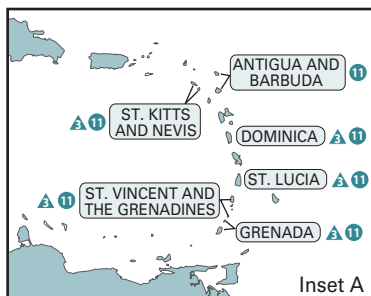 ANTIGUA AND
BARBUDA 11
3 11 ST. KITTS
AND NEVIS
DOMINICA 3 11
ST. LUCIA 3 11
3 11 ST. VINCENT AND
THE GRENADINES
GRENADA 3 11
Inset A